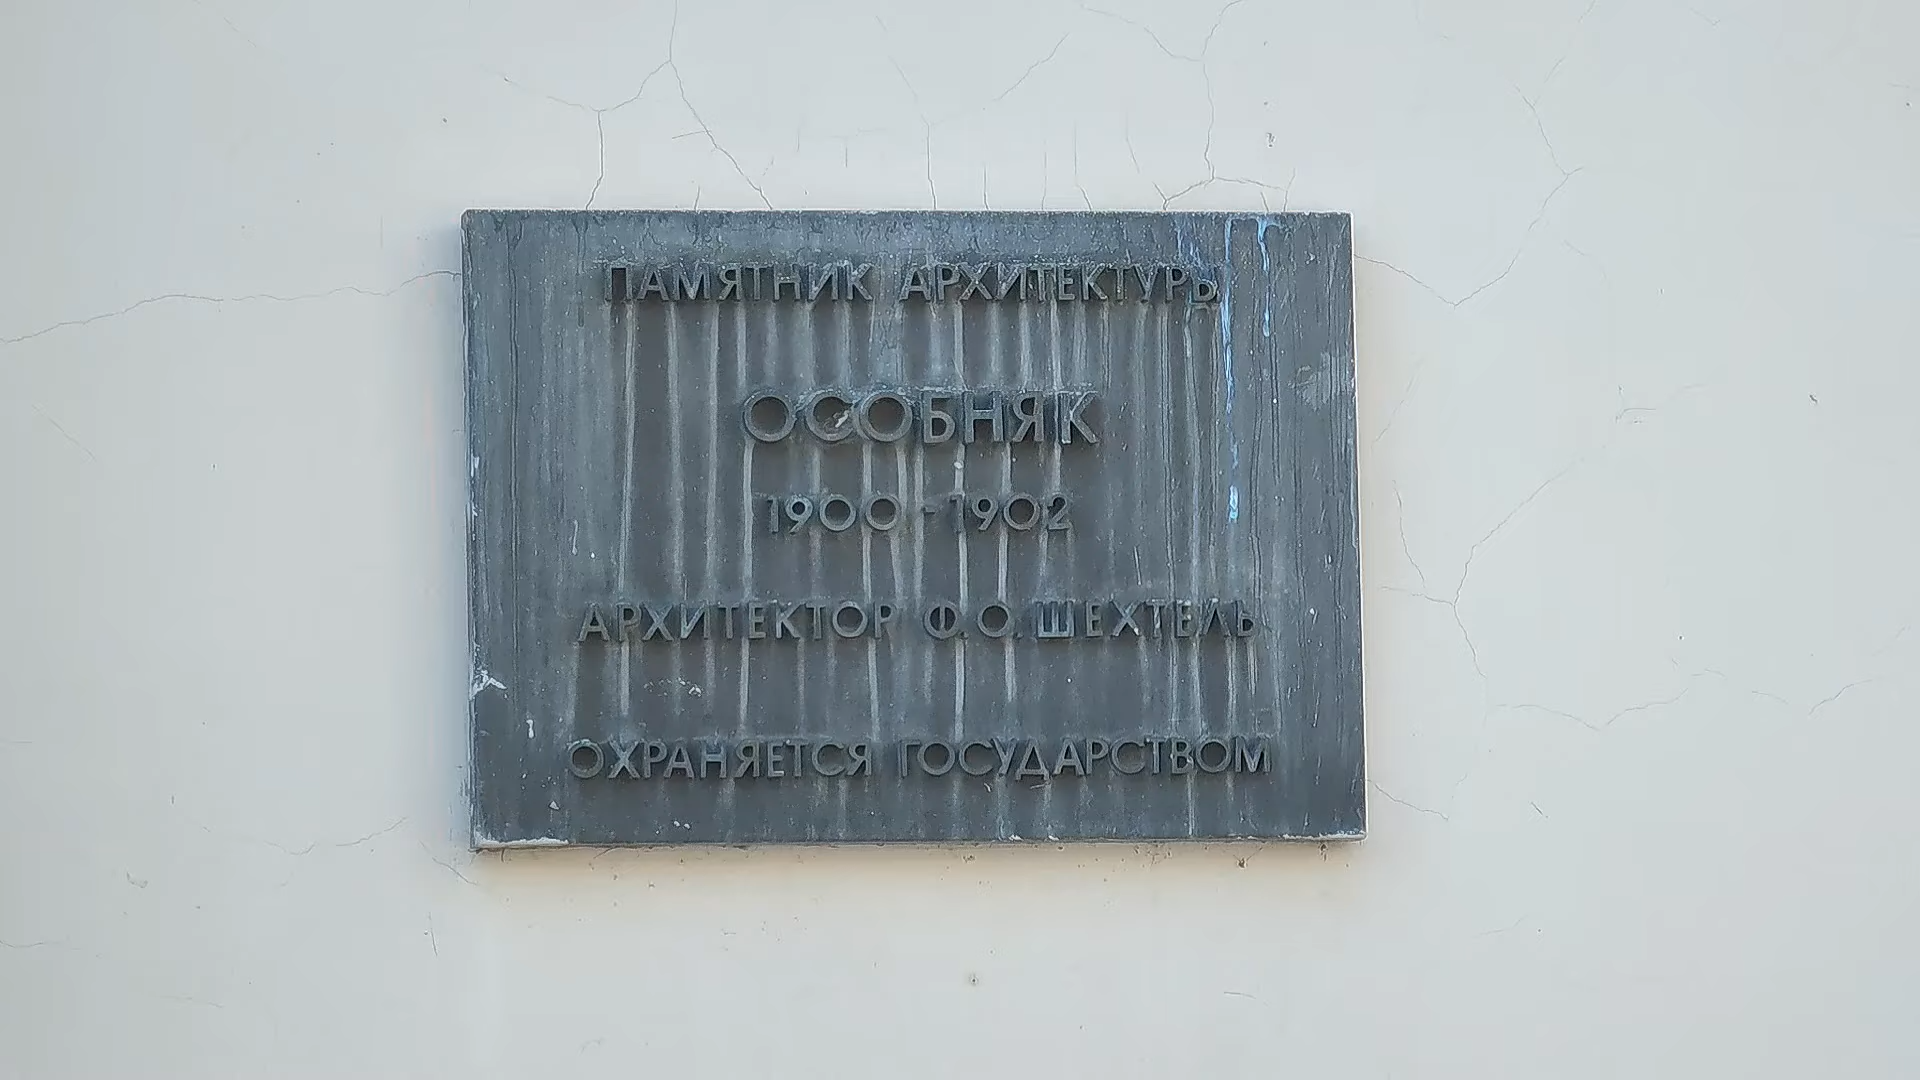 ПАМЯТНИК АРХИТЕКТУРЫ
ОСОБНЯК
1900-1902
АРХИТЕКТОР Ф.О. ШЕХТЕЛЬ
ОХРАНЯЕТСЯ ГОСУДАРСТВОМ